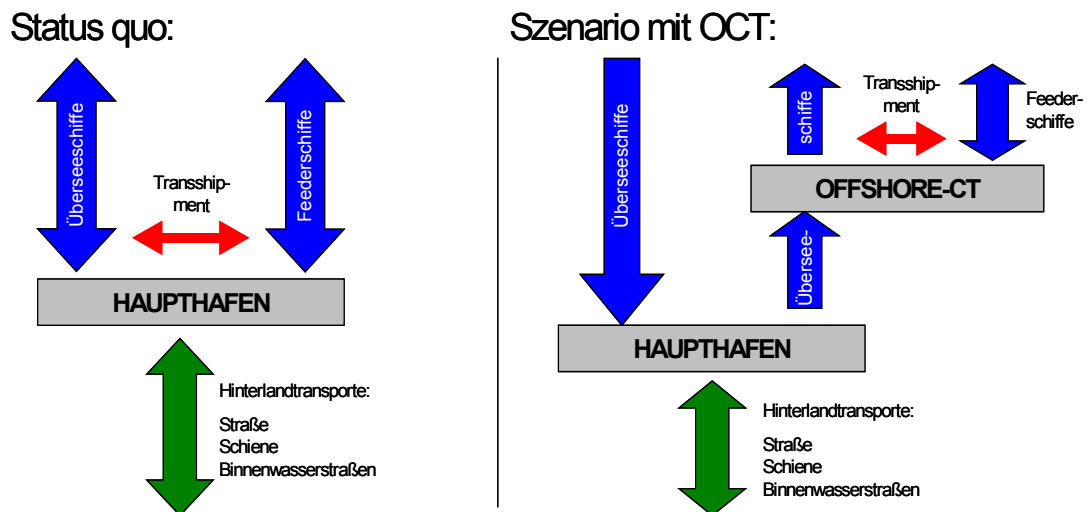 Status quo:
Überseeschiffe
Transship-
ment
Feederschiffe
HAUPTHAFEN
Hinterlandtransporte:
Straße
Schiene
Binnenwasserstraßen
Szenario mit OCT:
Überseeschiffe
schiffe
Transship-
ment
Feeder-
schiffe
OFFSHORE-CT
Übersee-
HAUPTHAFEN
Hinterlandtransporte:
Straße
Schiene
Binnenwasserstraßen